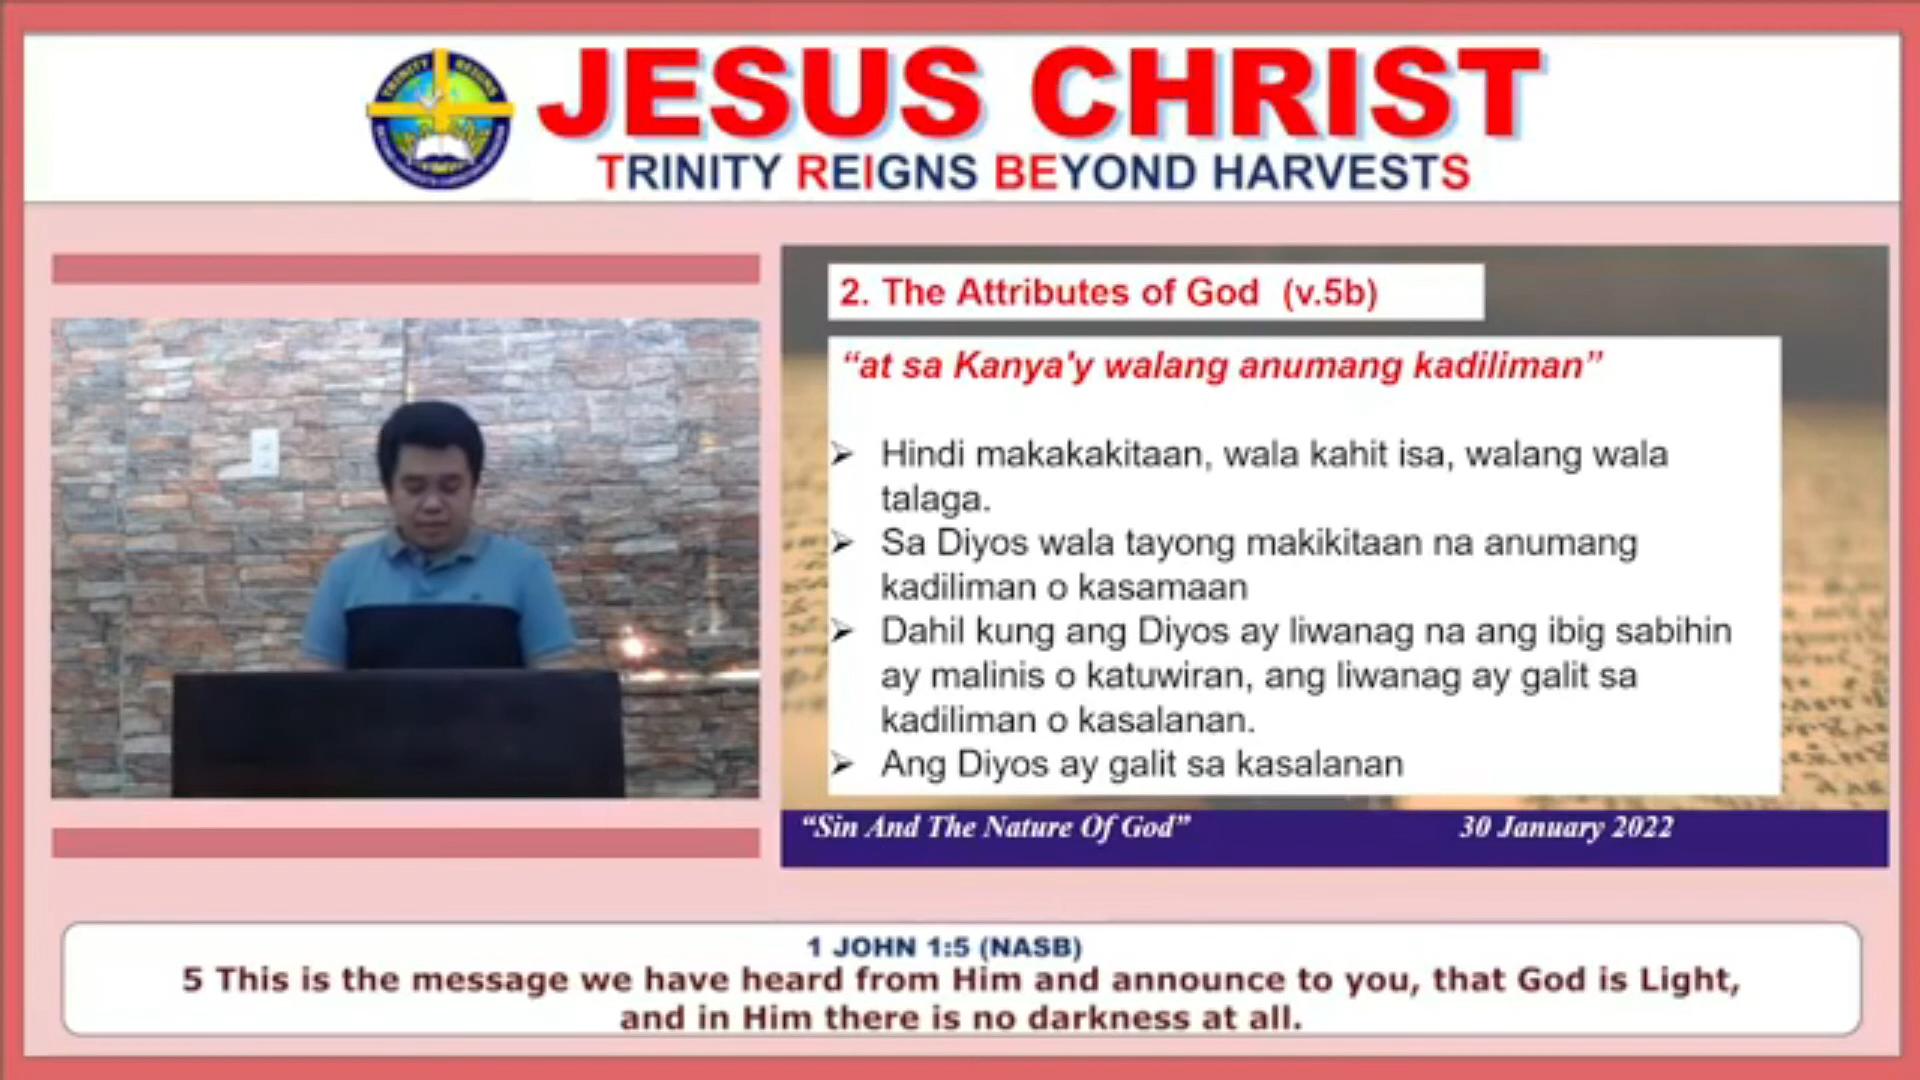 TRINITY REIGNS
JESUS CHRIST
TRINITY REIGNS BEYOND HARVESTS
2. The Attributes of God (v.5b)
“at sa Kanya'y walang anumang kadiliman”
➢ Hindi makakakitaan, wala kahit isa, walang wala
talaga.
➢ Sa Diyos wala tayong makikitaan na anumang
kadiliman o kasamaan
➢ Dahil kung ang Diyos ay liwanag na ang ibig sabihin
ay malinis o katuwiran, ang liwanag ay galit sa
kadiliman o kasalanan.
➢ Ang Diyos ay galit sa kasalanan
“Sin And The Nature Of God” 30 January 2022
1 JOHN 1:5 (NASB)
5 This is the message we have heard from Him and announce to you, that God is Light,
and in Him there is no darkness at all.